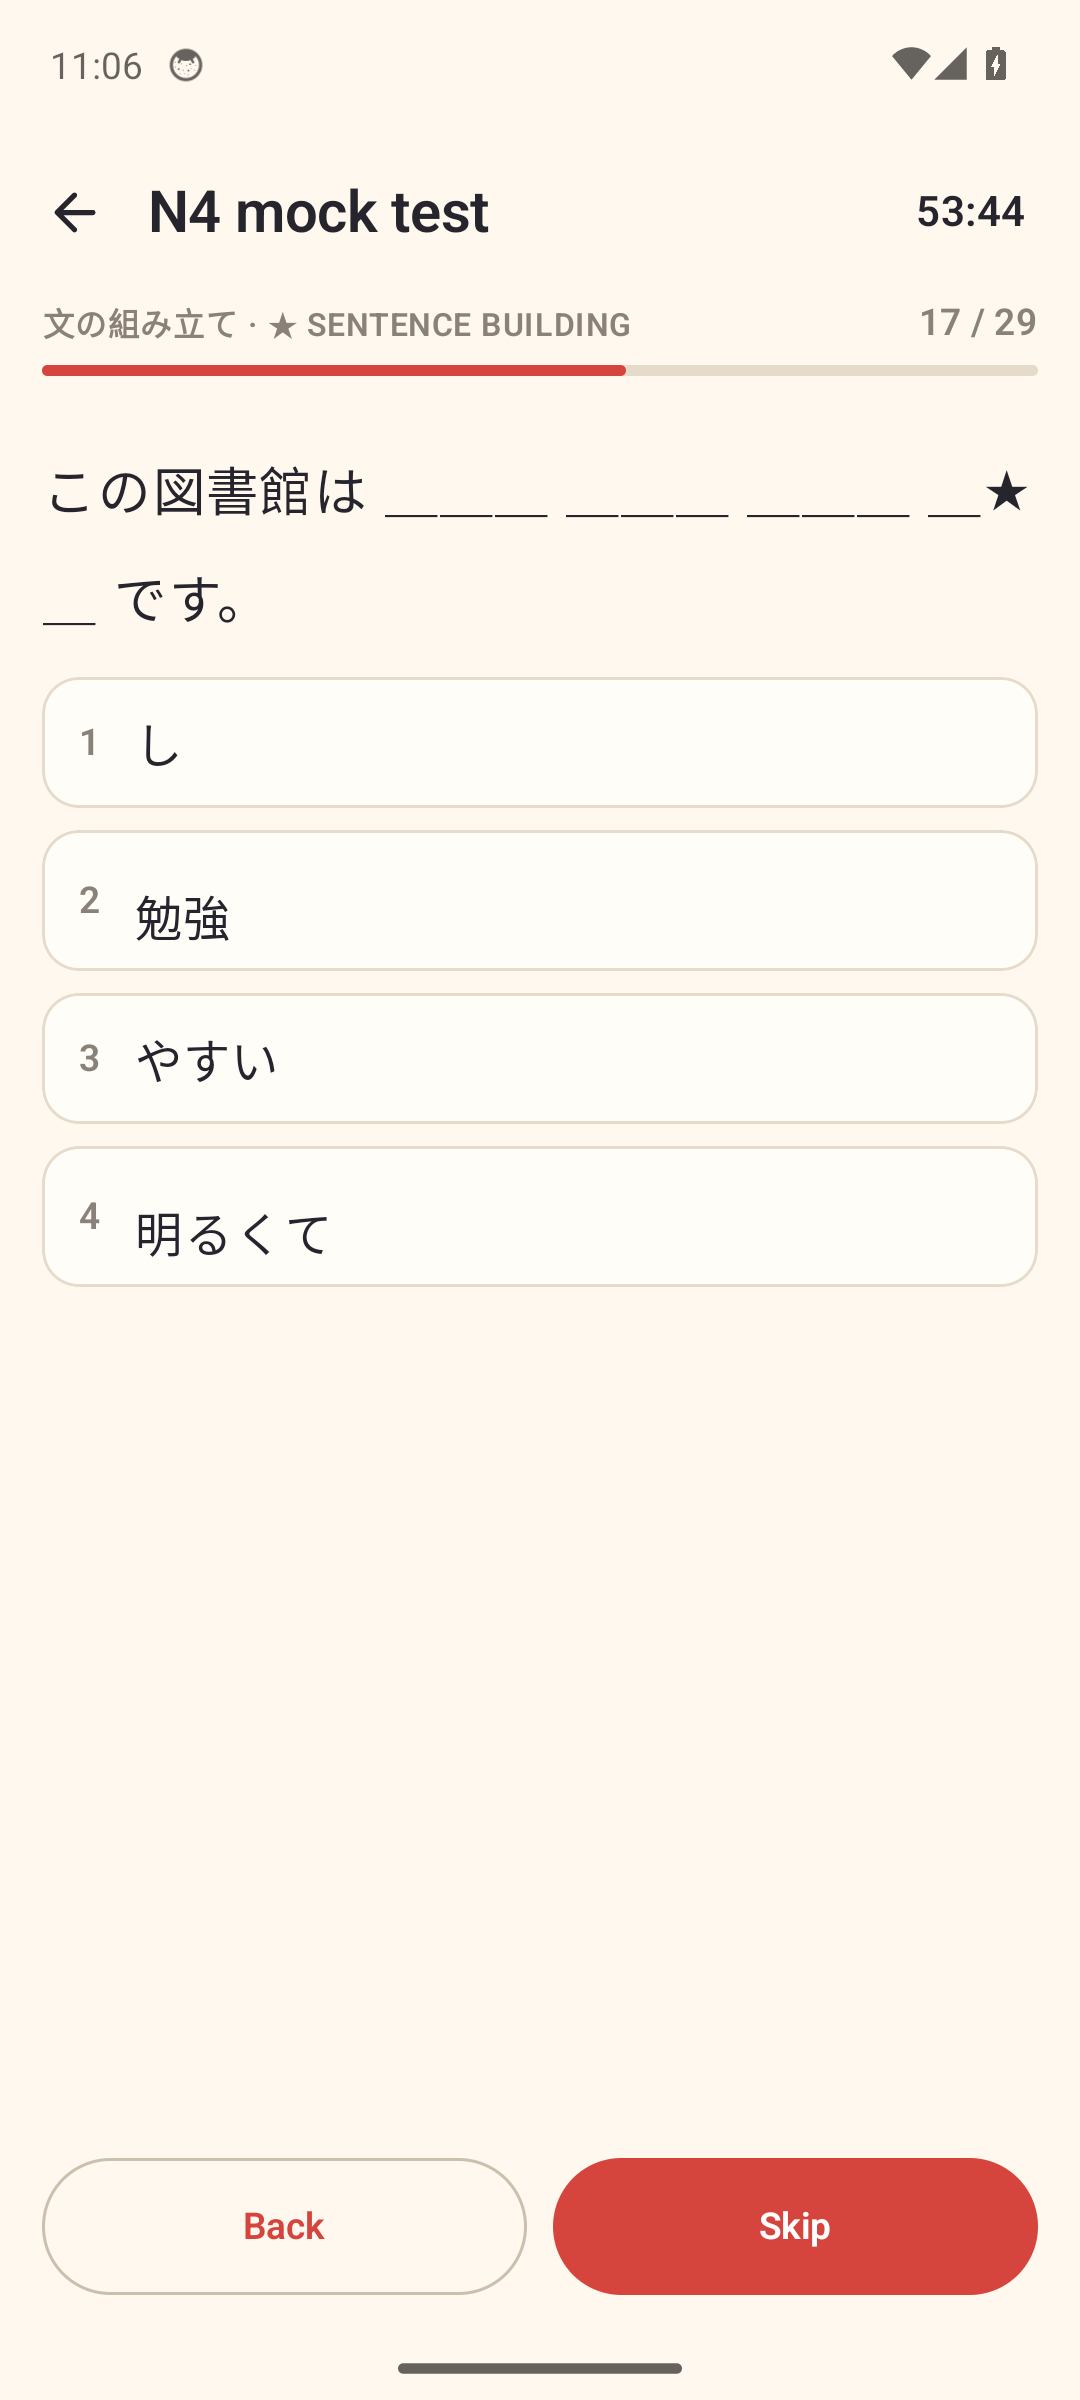 11:06
N4 mock test
53:44
文の組み立て · ★ SENTENCE BUILDING
17 / 29
この図書館は ___ ___ ___ _★
_ です。
1 し
2 勉強
3 やすい
4 明るくて
Back
Skip